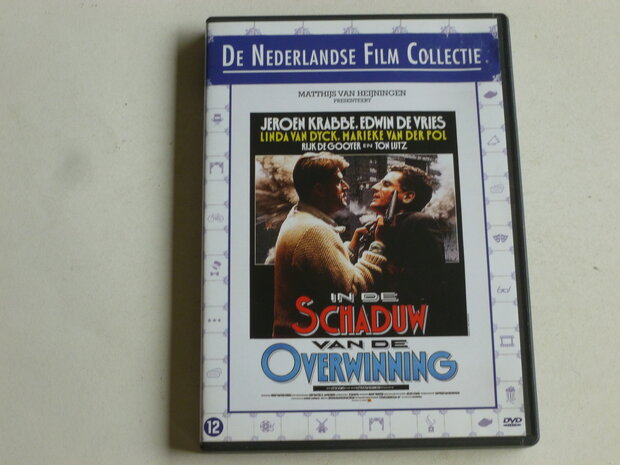 DE NEDERLANDSE FILM COLLECTIE
MATTHIJS VAN HEIJNINGEN
PRESENTEERT
JEROEN KRABBE. EDWIN DE VRIES
LINDA VAN DYCK. MARIEKE VAN DER POL
RIJK DE GOOYER EN TON LUTZ
IN DE
SCHADUW
VAN DE
OVERWINNING
12
DVD